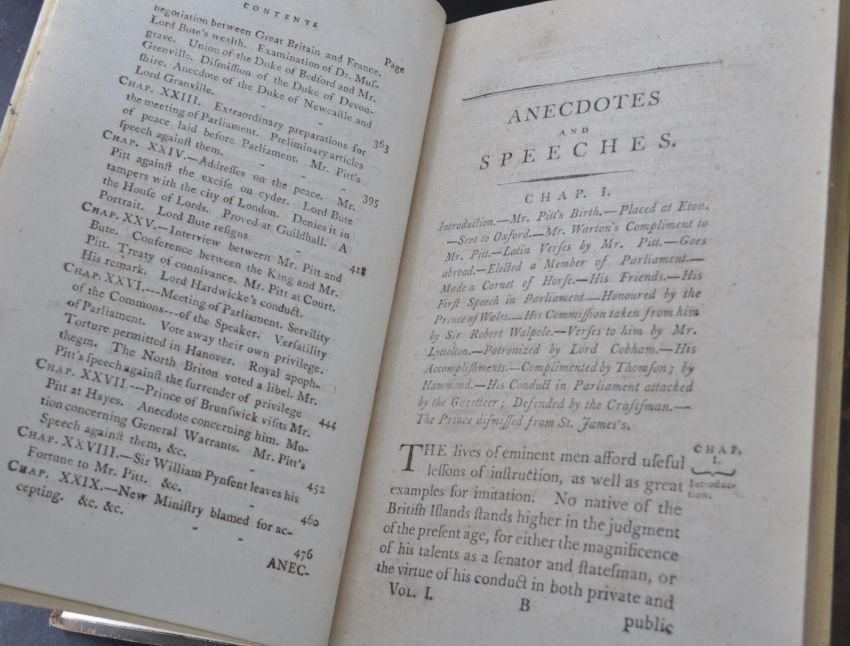 CONTENTS
negotiation between Great Britain and France. Page
Lord Bute's wealth. Examination of Dr. Muſ-
grave. Union of the Duke of Bedford and Mr.
Grenville. Diſmiſſion of the Duke of Devon-
ſhire. Anecdote of the Duke of Newcaſtle and
Lord Granville. - - 363
CHAP. XXIII. Extraordinary preparations for
the meeting of Parliament. Preliminary articles
of peace laid before Parliament. Mr. Pitt's
ſpeech againſt them. - - - 395
CHAP. XXIV.—Addreſſes on the peace. Mr.
Pitt againſt the exciſe on cyder. Lord Bute
tampers with the city of London. Denies it in
the Houſe of Lords. Proved at Guildhall. A
Portrait. Lord Bute reſigns - 418
CHAP. XXV.—Interview between Mr. Pitt and
Bute. Conference between the King and Mr.
Pitt. Treaty of connivance. Mr. Pitt at Court.
His remark. Lord Hardwicke's conduct.
CHAP. XXVI.---Meeting of Parliament. Servility
of the Commons---of the Speaker. Verſatility
of Parliament. Vote away their own privilege.
Torture permitted in Hanover. Royal apoph-
thegm. The North Briton voted a libel. Mr.
Pitt's ſpeech againſt the ſurrender of privilege 444
CHAP. XXVII.---Prince of Brunſwick viſits Mr.
Pitt at Hayes. Anecdote concerning him. Mo-
tion concerning General Warrants. Mr. Pitt's
Speech againſt them, &c. - 452
CHAP. XXVIII.—Sir William Pynſent leaves his
Fortune to Mr. Pitt. &c. - 460
CHAP. XXIX.—New Miniſtry blamed for ac-
cepting. &c. &c. - 476
ANEC-
ANECDOTES
AND
SPEECHES.
CHAP. I.
Introduction.—Mr. Pitt's Birth.—Placed at Eton.
—Sent to Oxford.—Mr. Warton's Compliment to
Mr. Pitt.—Latin Verſes by Mr. Pitt.—Goes
abroad.—Elected a Member of Parliament.—
Made a Cornet of Horſe.—His Friends.—His
Firſt Speech in Parliament.—Honoured by the
Prince of Wales.—His Commiſſion taken from him
by Sir Robert Walpole.—Verſes to him by Mr.
Lyttelton.—Patronized by Lord Cobham.—His
Accompliſhments.—Complimented by Thomſon; by
Hammond.—His Conduct in Parliament attacked
by the Gazetteer; Defended by the Craftſman.—
The Prince diſmiſſed from St. James's.
THE lives of eminent men afford uſeful
leſſons of inſtruction, as well as great
examples for imitation. No native of the
Britiſh Iſlands ſtands higher in the judgment
of the preſent age, for either the magnificence
of his talents as a ſenator and ſtateſman, or
the virtue of his conduct in both private and
CHAP.
I.
Introduc-
tion.
VOL. I. B
public